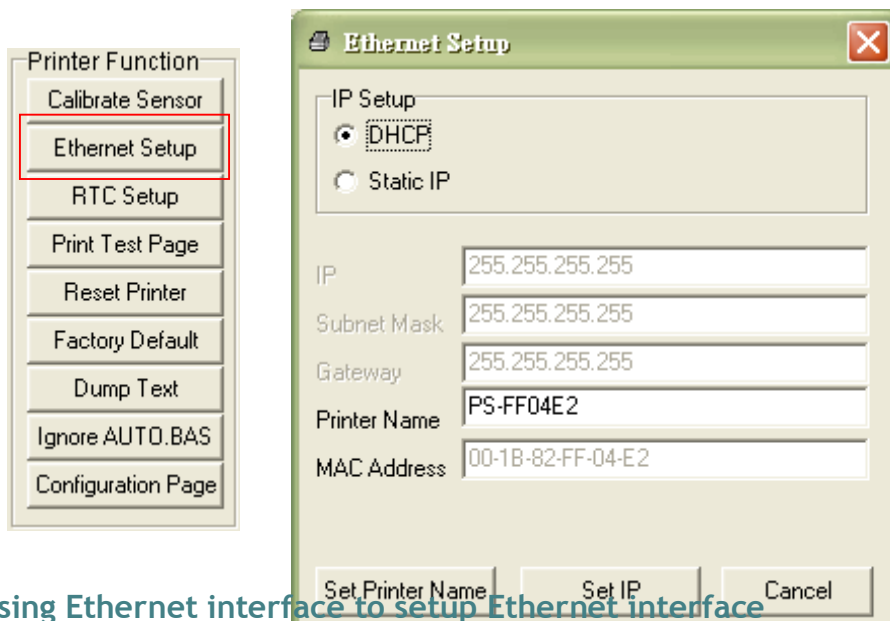 Printer Function
Calibrate Sensor
Ethernet Setup
RTC Setup
Print Test Page
Reset Printer
Factory Default
Dump Text
Ignore AUTO.BAS
Configuration Page
Ethernet Setup
IP Setup
DHCP
Static IP
IP 255.255.255.255
Subnet Mask 255.255.255.255
Gateway 255.255.255.255
Printer Name PS-FF04E2
MAC Address 00-1B-82-FF-04-E2
Set Printer Name Set IP Cancel
sing Ethernet interface to setup Ethernet interface